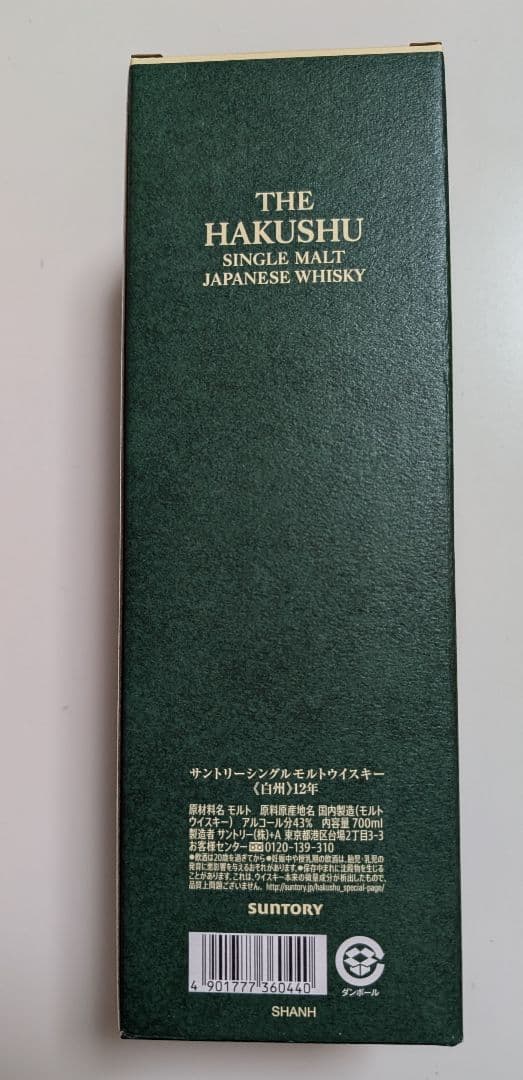 THE
HAKUSHU
SINGLE MALT
JAPANESE WHISKY
サントリーシングルモルトウイスキー
《白州》12年
原材料名 モルト 原料原産地名 国内製造(モルト
ウイスキー) アルコール分43% 内容量 700ml
製造者 サントリー(株)+A 東京都港区台場2丁目3-3
お客様センター 0120-139-310
●飲酒は20歳を過ぎてから●妊娠中や授乳期の飲酒は、胎児・乳児の
発育に悪影響を与えるおそれがあります。●保存中まれに沈殿物を生じる
ことがあります。これは、ウイスキー本来の微量成分が析出したもので、
品質上問題ございません。 http://suntory.jp/hakushu_special-page/
SUNTORY
4 901777 360440
ダンボール
SHANH